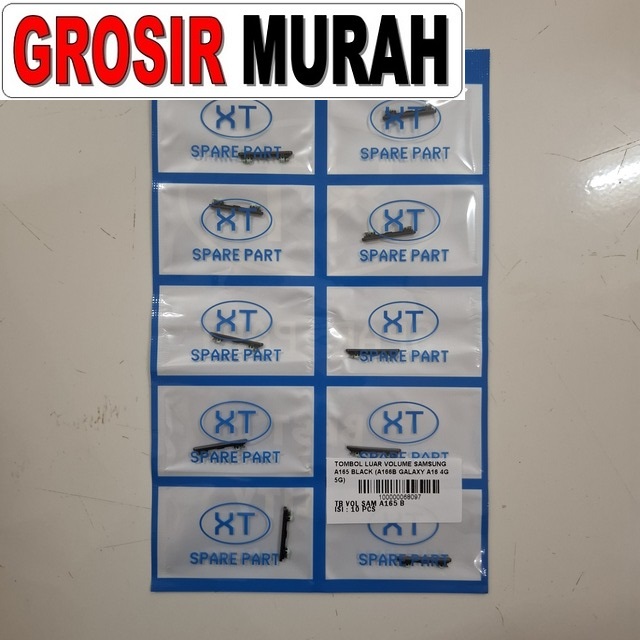 GROSIR MURAH
XT
SPARE PART
XT
SPARE PART
XT
SPARE PART
XT
SPARE PART
XT
SPARE PART
XT
SPARE PART
XT
SPARE PART
XT
TOMBOL LUAR VOLUME SAMSUNG
A165 BLACK (A166B GALAXY A16 4G
5G)
100000068097
TB VOL SAM A165 B
ISI : 10 PCS
XT
SPARE PART
SPARE PART